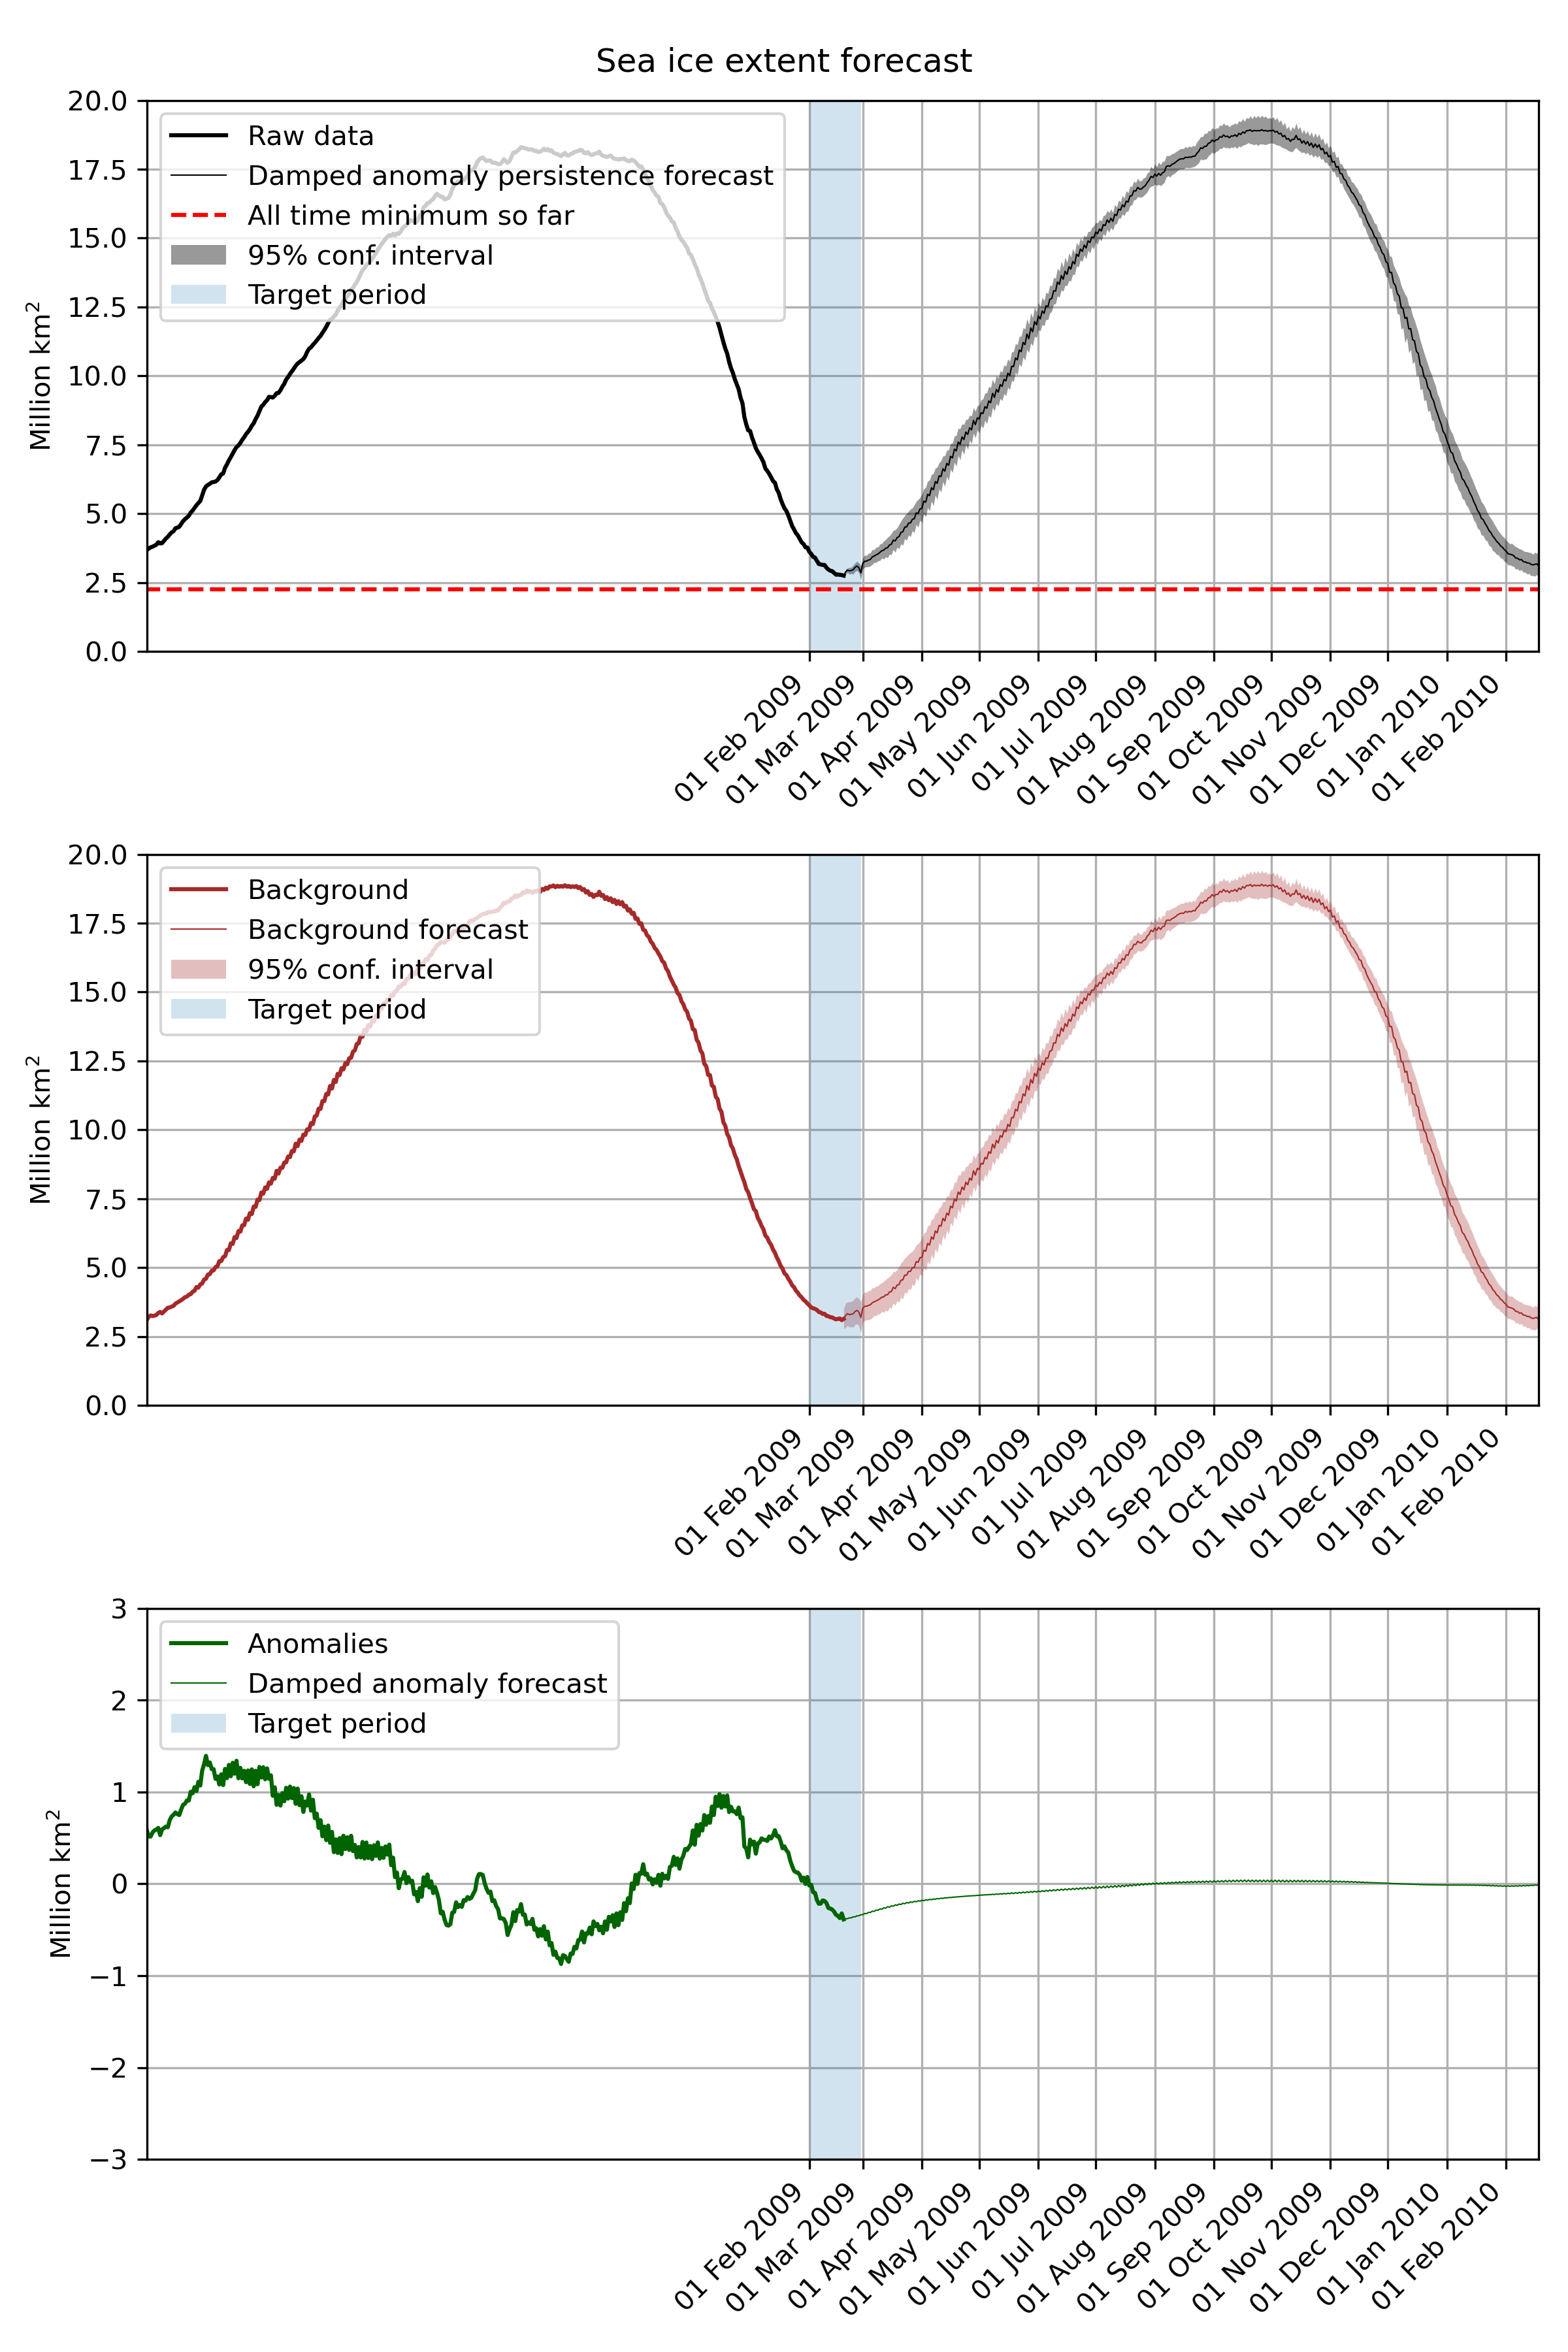 Sea ice extent forecast
Million km²
20.0
17.5
15.0
12.5
10.0
7.5
5.0
2.5
0.0
Raw data
Damped anomaly persistence forecast
All time minimum so far
95% conf. interval
Target period
01 Feb 2009
01 Mar 2009
01 Apr 2009
01 May 2009
01 Jun 2009
01 Jul 2009
01 Aug 2009
01 Sep 2009
01 Oct 2009
01 Nov 2009
01 Dec 2009
01 Jan 2010
01 Feb 2010
Million km²
20.0
17.5
15.0
12.5
10.0
7.5
5.0
2.5
0.0
Background
Background forecast
95% conf. interval
Target period
01 Feb 2009
01 Mar 2009
01 Apr 2009
01 May 2009
01 Jun 2009
01 Jul 2009
01 Aug 2009
01 Sep 2009
01 Oct 2009
01 Nov 2009
01 Dec 2009
01 Jan 2010
01 Feb 2010
Million km²
3
2
1
0
−1
−2
−3
Anomalies
Damped anomaly forecast
Target period
01 Feb 2009
01 Mar 2009
01 Apr 2009
01 May 2009
01 Jun 2009
01 Jul 2009
01 Aug 2009
01 Sep 2009
01 Oct 2009
01 Nov 2009
01 Dec 2009
01 Jan 2010
01 Feb 2010